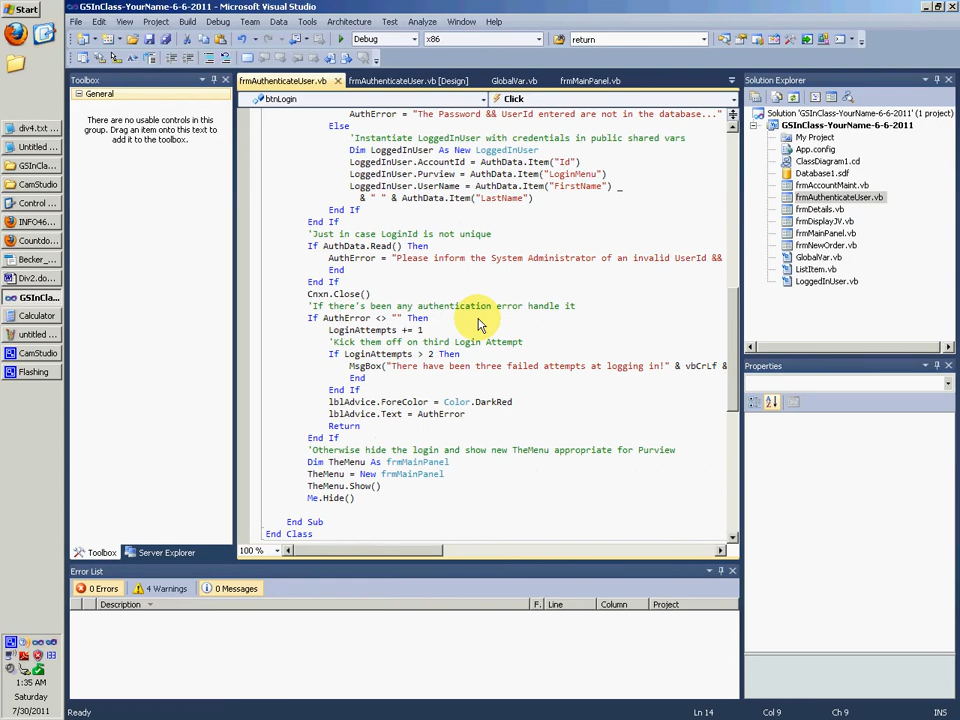 Start
GSInClass-YourName-6-6-2011 - Microsoft Visual Studio
File Edit View Project Build Debug Team Data Tools Architecture Test Analyze Window Help
Debug x86 return
Toolbox
General
There are no usable controls in this
group. Drag an item onto this text to
add it to the toolbox.
Toolbox Server Explorer
frmAuthenticateUser.vb frmAuthenticateUser.vb [Design] GlobalVar.vb frmMainPanel.vb
btnLogin Click
AuthError = "The Password && UserId entered are not in the database..."
Else
'Instantiate LoggedInUser with credentials in public shared vars
Dim LoggedInUser As New LoggedInUser
LoggedInUser.AccountId = AuthData.Item("Id")
LoggedInUser.Purview = AuthData.Item("LoginMenu")
LoggedInUser.UserName = AuthData.Item("FirstName") _
& " " & AuthData.Item("LastName")
End If
End If
'Just in case LoginId is not unique
If AuthData.Read() Then
AuthError = "Please inform the System Administrator of an invalid UserId &&
End
End If
Cnxn.Close()
'If there's been any authentication error handle it
If AuthError <> "" Then
LoginAttempts += 1
'Kick them off on third Login Attempt
If LoginAttempts > 2 Then
MsgBox("There have been three failed attempts at logging in!" & vbCrLf &
End
End If
lblAdvice.ForeColor = Color.DarkRed
lblAdvice.Text = AuthError
Return
End If
'Otherwise hide the login and show new TheMenu appropriate for Purview
Dim TheMenu As frmMainPanel
TheMenu = New frmMainPanel
TheMenu.Show()
Me.Hide()
End Sub
End Class
100 %
Solution Explorer
Solution 'GSInClass-YourName-6-6-2011' (1 project)
GSInClass-YourName-6-6-2011
My Project
App.config
ClassDiagram1.cd
Database1.sdf
frmAccountMaint.vb
frmAuthenticateUser.vb
frmDetails.vb
frmDisplayJV.vb
frmMainPanel.vb
frmNewOrder.vb
GlobalVar.vb
ListItem.vb
LoggedInUser.vb
Properties
Error List
0 Errors 4 Warnings 0 Messages
Description F. Line Column Project
Ready Ln 14 Col 9 Ch 9 INS
div4.txt ...
Untitled ...
GSInCla...
CamStudio
Control ...
INFO46...
Countdo...
Becker_...
Div2.do...
GSInCla...
Calculator
untitled ...
CamStudio
Flashing
1:35 AM
Saturday
7/30/2011